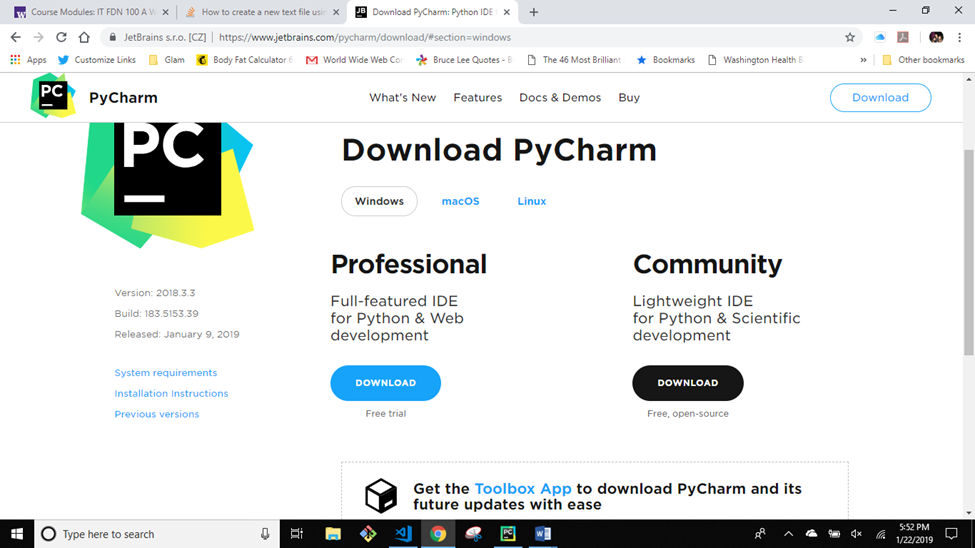 Course Modules: IT FDN 100 A W
How to create a new text file usin
Download PyCharm: Python IDE
JetBrains s.r.o. [CZ]
https://www.jetbrains.com/pycharm/download/#section=windows
Apps
Customize Links
Glam
Body Fat Calculator 6
World Wide Web Con
Bruce Lee Quotes - B
The 46 Most Brilliant
Bookmarks
Washington Health B
Other bookmarks
PC
PyCharm
What's New
Features
Docs & Demos
Buy
Download
PC
Download PyCharm
Windows
macOS
Linux
Version: 2018.3.3
Build: 183.5153.39
Released: January 9, 2019
System requirements
Installation Instructions
Previous versions
Professional
Full-featured IDE
for Python & Web
development
DOWNLOAD
Free trial
Community
Lightweight IDE
for Python & Scientific
development
DOWNLOAD
Free, open-source
Get the Toolbox App to download PyCharm and its
future updates with ease
Type here to search
5:52 PM
1/22/2019